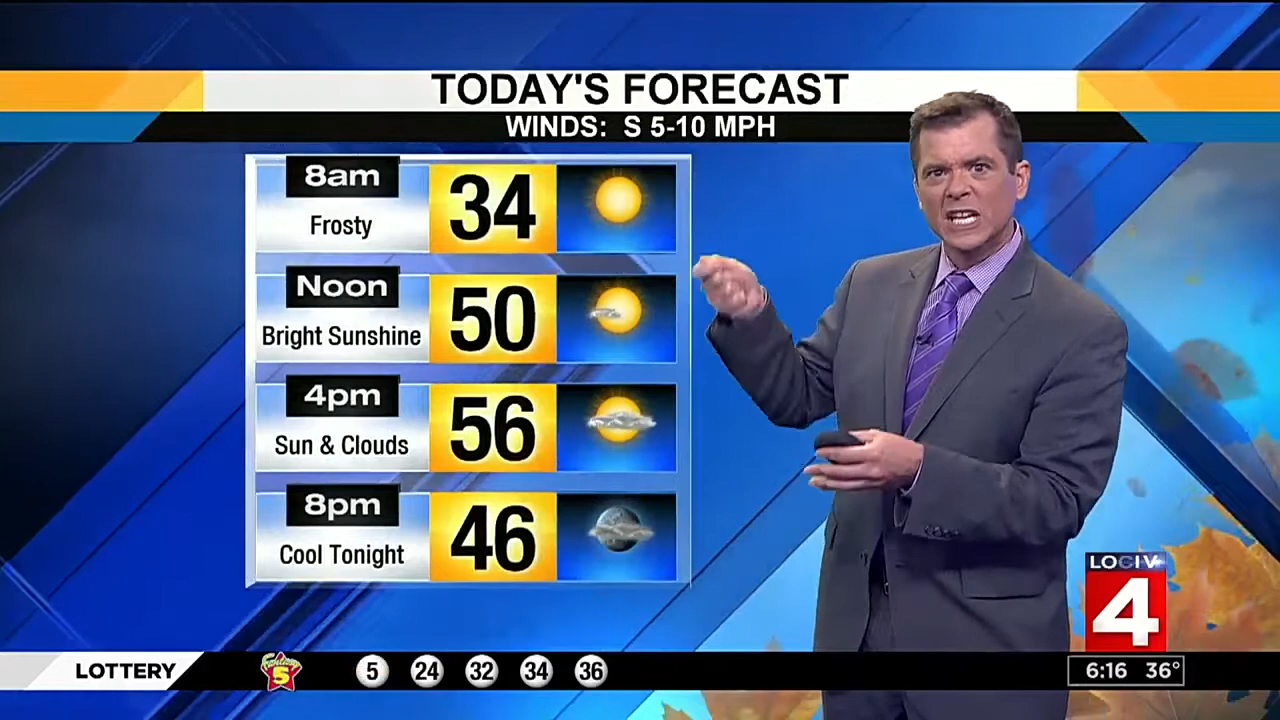 TODAY'S FORECAST
WINDS: S 5-10 MPH
8am
Frosty
34
Noon
Bright Sunshine
50
4pm
Sun & Clouds
56
8pm
Cool Tonight
46
4
LOTTERY
5
5 24 32 34 36
6:16 36°